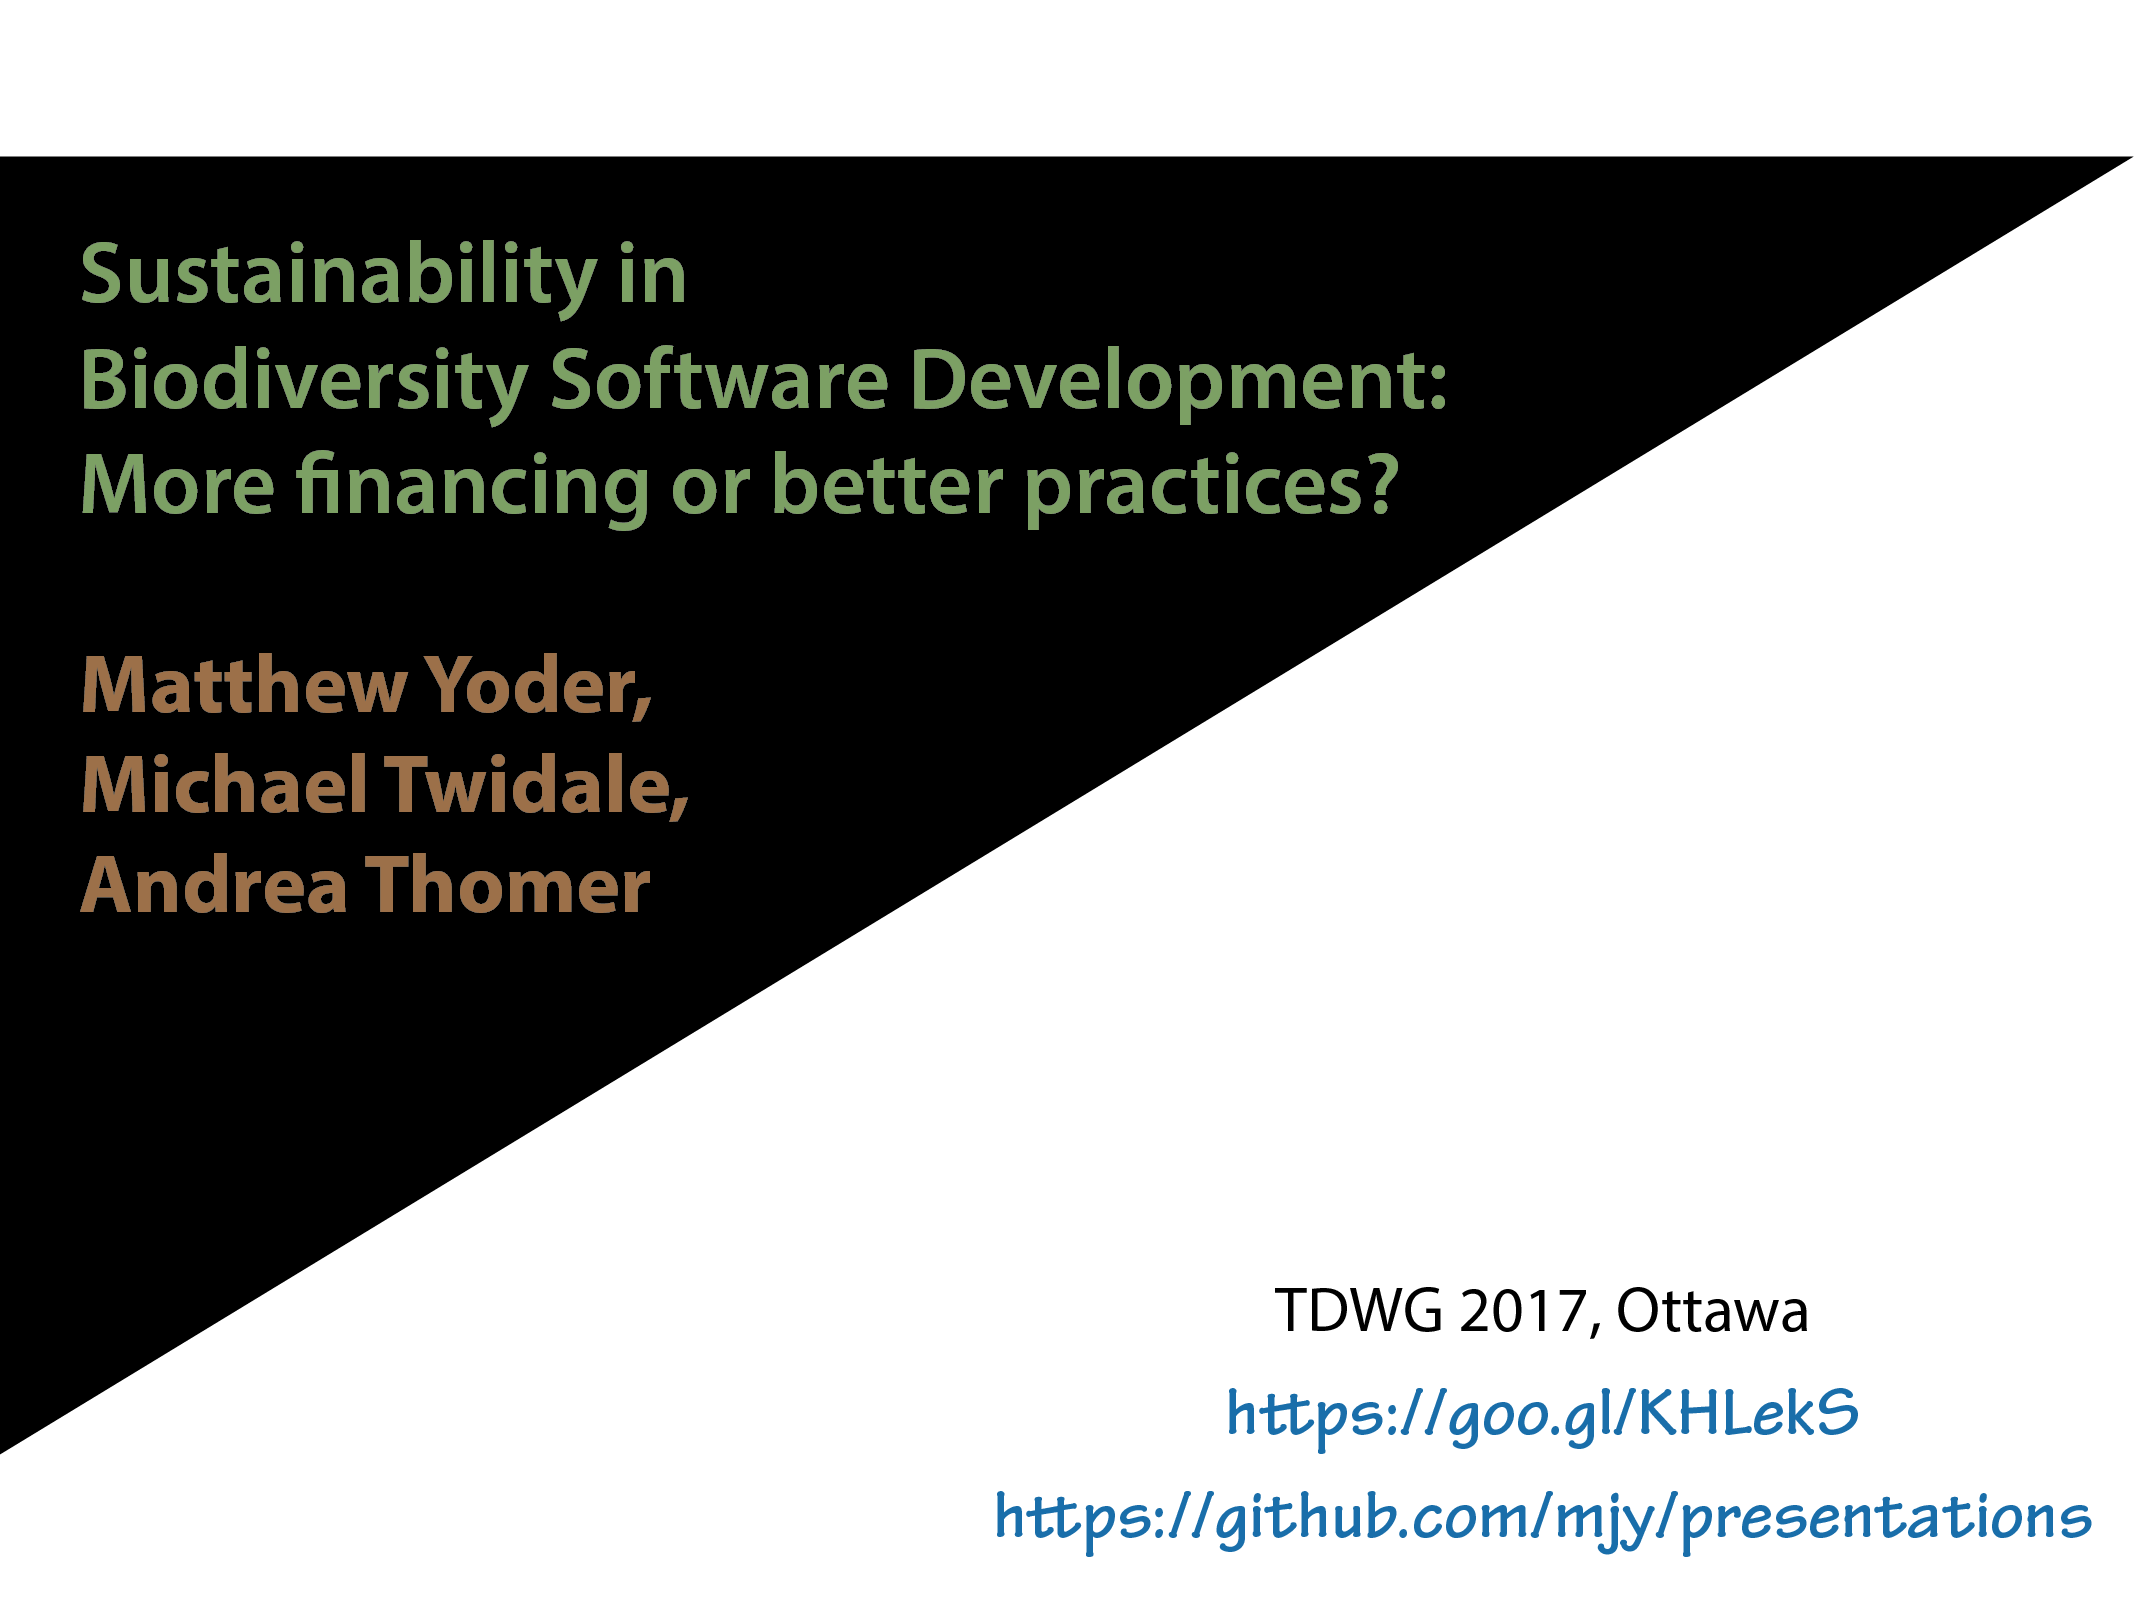 Sustainability in
Biodiversity Software Development:
More financing or better practices?
Matthew Yoder,
Michael Twidale,
Andrea Thomer
TDWG 2017, Ottawa
https://goo.gl/KHLekS
https://github.com/mjy/presentations